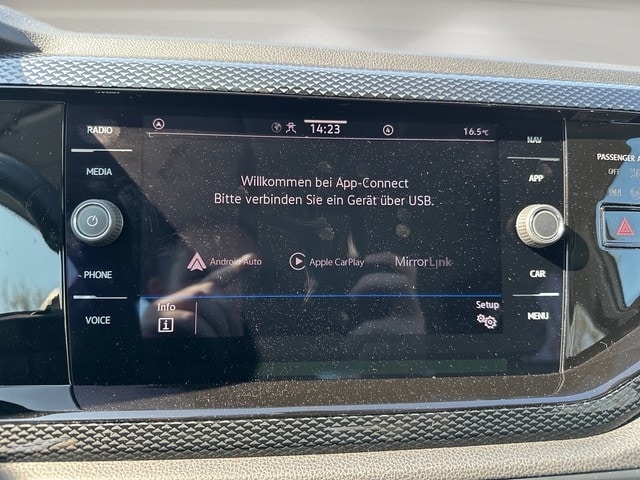 RADIO
MEDIA
PHONE
VOICE
14:23
4
16.5°C
Willkommen bei App-Connect
Bitte verbinden Sie ein Gerät über USB.
Android Auto
Apple CarPlay
MirrorLink
Info
Setup
NAV
APP
CAR
MENU
PASSENGER A
OFF